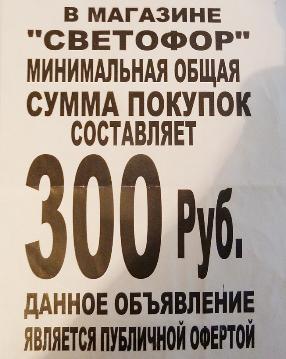 В МАГАЗИНЕ
"СВЕТОФОР"
МИНИМАЛЬНАЯ ОБЩАЯ
СУММА ПОКУПОК
СОСТАВЛЯЕТ
300 Руб.
ДАННОЕ ОБЪЯВЛЕНИЕ
ЯВЛЯЕТСЯ ПУБЛИЧНОЙ ОФЕРТОЙ